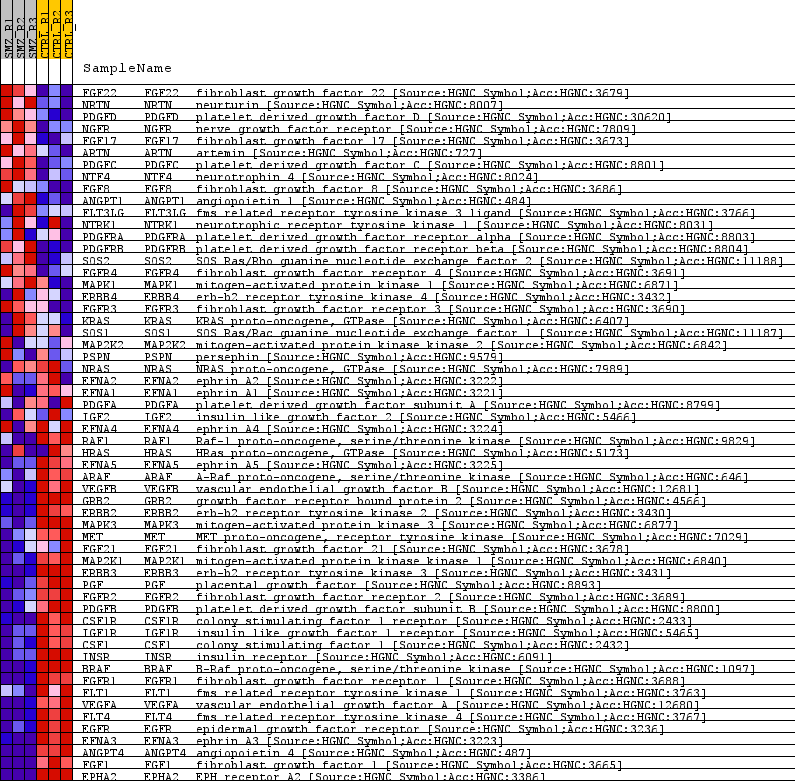 SMZ_R1
SMZ_R2
SMZ_R3
CTRL_R1
CTRL_R2
CTRL_R3
SampleName
FGF22 FGF22 fibroblast growth factor 22 [Source:HGNC Symbol;Acc:HGNC:3679]
NRTN NRTN neurturin [Source:HGNC Symbol;Acc:HGNC:8007]
PDGFD PDGFD platelet derived growth factor D [Source:HGNC Symbol;Acc:HGNC:30620]
NGFR NGFR nerve growth factor receptor [Source:HGNC Symbol;Acc:HGNC:7809]
FGF17 FGF17 fibroblast growth factor 17 [Source:HGNC Symbol;Acc:HGNC:3673]
ARTN ARTN artemin [Source:HGNC Symbol;Acc:HGNC:727]
PDGFC PDGFC platelet derived growth factor C [Source:HGNC Symbol;Acc:HGNC:8801]
NTF4 NTF4 neurotrophin 4 [Source:HGNC Symbol;Acc:HGNC:8024]
FGF8 FGF8 fibroblast growth factor 8 [Source:HGNC Symbol;Acc:HGNC:3686]
ANGPT1 ANGPT1 angiopoietin 1 [Source:HGNC Symbol;Acc:HGNC:484]
FLT3LG FLT3LG fms related receptor tyrosine kinase 3 ligand [Source:HGNC Symbol;Acc:HGNC:3766]
NTRK1 NTRK1 neurotrophic receptor tyrosine kinase 1 [Source:HGNC Symbol;Acc:HGNC:8031]
PDGFRA PDGFRA platelet derived growth factor receptor alpha [Source:HGNC Symbol;Acc:HGNC:8803]
PDGFRB PDGFRB platelet derived growth factor receptor beta [Source:HGNC Symbol;Acc:HGNC:8804]
SOS2 SOS2 SOS Ras/Rho guanine nucleotide exchange factor 2 [Source:HGNC Symbol;Acc:HGNC:11188]
FGFR4 FGFR4 fibroblast growth factor receptor 4 [Source:HGNC Symbol;Acc:HGNC:3691]
MAPK1 MAPK1 mitogen-activated protein kinase 1 [Source:HGNC Symbol;Acc:HGNC:6871]
ERBB4 ERBB4 erb-b2 receptor tyrosine kinase 4 [Source:HGNC Symbol;Acc:HGNC:3432]
FGFR3 FGFR3 fibroblast growth factor receptor 3 [Source:HGNC Symbol;Acc:HGNC:3690]
KRAS KRAS KRAS proto-oncogene, GTPase [Source:HGNC Symbol;Acc:HGNC:6407]
SOS1 SOS1 SOS Ras/Rac guanine nucleotide exchange factor 1 [Source:HGNC Symbol;Acc:HGNC:11187]
MAP2K2 MAP2K2 mitogen-activated protein kinase kinase 2 [Source:HGNC Symbol;Acc:HGNC:6842]
PSPN PSPN persephin [Source:HGNC Symbol;Acc:HGNC:9579]
NRAS NRAS NRAS proto-oncogene, GTPase [Source:HGNC Symbol;Acc:HGNC:7989]
EFNA2 EFNA2 ephrin A2 [Source:HGNC Symbol;Acc:HGNC:3222]
EFNA1 EFNA1 ephrin A1 [Source:HGNC Symbol;Acc:HGNC:3221]
PDGFA PDGFA platelet derived growth factor subunit A [Source:HGNC Symbol;Acc:HGNC:8799]
IGF2 IGF2 insulin like growth factor 2 [Source:HGNC Symbol;Acc:HGNC:5466]
EFNA4 EFNA4 ephrin A4 [Source:HGNC Symbol;Acc:HGNC:3224]
RAF1 RAF1 Raf-1 proto-oncogene, serine/threonine kinase [Source:HGNC Symbol;Acc:HGNC:9829]
HRAS HRAS HRas proto-oncogene, GTPase [Source:HGNC Symbol;Acc:HGNC:5173]
EFNA5 EFNA5 ephrin A5 [Source:HGNC Symbol;Acc:HGNC:3225]
ARAF ARAF A-Raf proto-oncogene, serine/threonine kinase [Source:HGNC Symbol;Acc:HGNC:646]
VEGFB VEGFB vascular endothelial growth factor B [Source:HGNC Symbol;Acc:HGNC:12681]
GRB2 GRB2 growth factor receptor bound protein 2 [Source:HGNC Symbol;Acc:HGNC:4566]
ERBB2 ERBB2 erb-b2 receptor tyrosine kinase 2 [Source:HGNC Symbol;Acc:HGNC:3430]
MAPK3 MAPK3 mitogen-activated protein kinase 3 [Source:HGNC Symbol;Acc:HGNC:6877]
MET MET MET proto-oncogene, receptor tyrosine kinase [Source:HGNC Symbol;Acc:HGNC:7029]
FGF21 FGF21 fibroblast growth factor 21 [Source:HGNC Symbol;Acc:HGNC:3678]
MAP2K1 MAP2K1 mitogen-activated protein kinase kinase 1 [Source:HGNC Symbol;Acc:HGNC:6840]
ERBB3 ERBB3 erb-b2 receptor tyrosine kinase 3 [Source:HGNC Symbol;Acc:HGNC:3431]
PGF PGF placental growth factor [Source:HGNC Symbol;Acc:HGNC:8893]
FGFR2 FGFR2 fibroblast growth factor receptor 2 [Source:HGNC Symbol;Acc:HGNC:3689]
PDGFB PDGFB platelet derived growth factor subunit B [Source:HGNC Symbol;Acc:HGNC:8800]
CSF1R CSF1R colony stimulating factor 1 receptor [Source:HGNC Symbol;Acc:HGNC:2433]
IGF1R IGF1R insulin like growth factor 1 receptor [Source:HGNC Symbol;Acc:HGNC:5465]
CSF1 CSF1 colony stimulating factor 1 [Source:HGNC Symbol;Acc:HGNC:2432]
INSR INSR insulin receptor [Source:HGNC Symbol;Acc:HGNC:6091]
BRAF BRAF B-Raf proto-oncogene, serine/threonine kinase [Source:HGNC Symbol;Acc:HGNC:1097]
FGFR1 FGFR1 fibroblast growth factor receptor 1 [Source:HGNC Symbol;Acc:HGNC:3688]
FLT1 FLT1 fms related receptor tyrosine kinase 1 [Source:HGNC Symbol;Acc:HGNC:3763]
VEGFA VEGFA vascular endothelial growth factor A [Source:HGNC Symbol;Acc:HGNC:12680]
FLT4 FLT4 fms related receptor tyrosine kinase 4 [Source:HGNC Symbol;Acc:HGNC:3767]
EGFR EGFR epidermal growth factor receptor [Source:HGNC Symbol;Acc:HGNC:3236]
EFNA3 EFNA3 ephrin A3 [Source:HGNC Symbol;Acc:HGNC:3223]
ANGPT4 ANGPT4 angiopoietin 4 [Source:HGNC Symbol;Acc:HGNC:487]
FGF1 FGF1 fibroblast growth factor 1 [Source:HGNC Symbol;Acc:HGNC:3665]
EPHA2 EPHA2 EPH receptor A2 [Source:HGNC Symbol;Acc:HGNC:3386]